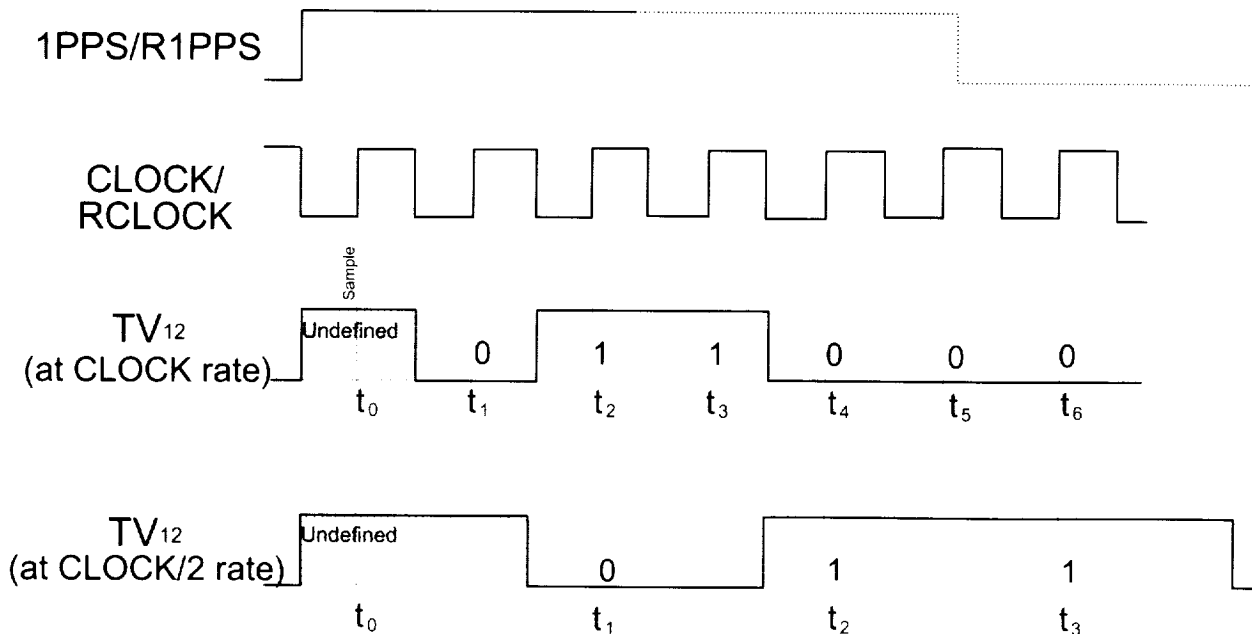 1PPS/R1PPS
CLOCK/
RCLOCK
Sample
TV12
(at CLOCK rate)
Undefined
0 1 1 0 0 0
t0 t1 t2 t3 t4 t5 t6
TV12
(at CLOCK/2 rate)
Undefined
0 1 1
t0 t1 t2 t3